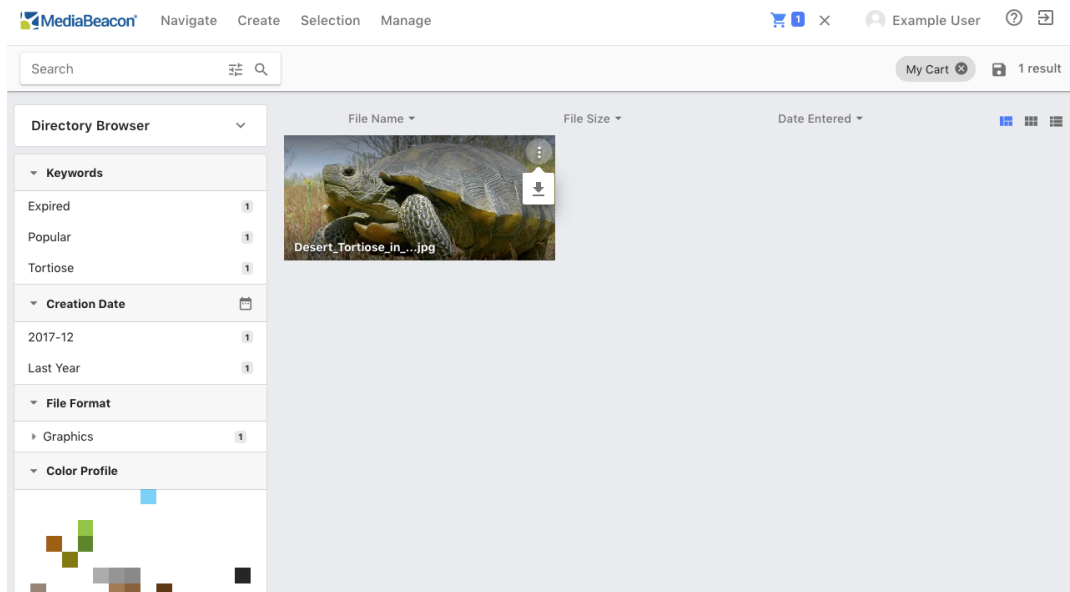 MediaBeacon® Navigate Create Selection Manage 1 Example User
Search My Cart 1 result
Directory Browser File Name File Size Date Entered
Keywords
Expired 1
Popular 1
Tortiose 1
Desert_Tortiose_in_...jpg
Creation Date
2017-12 1
Last Year 1
File Format
Graphics 1
Color Profile